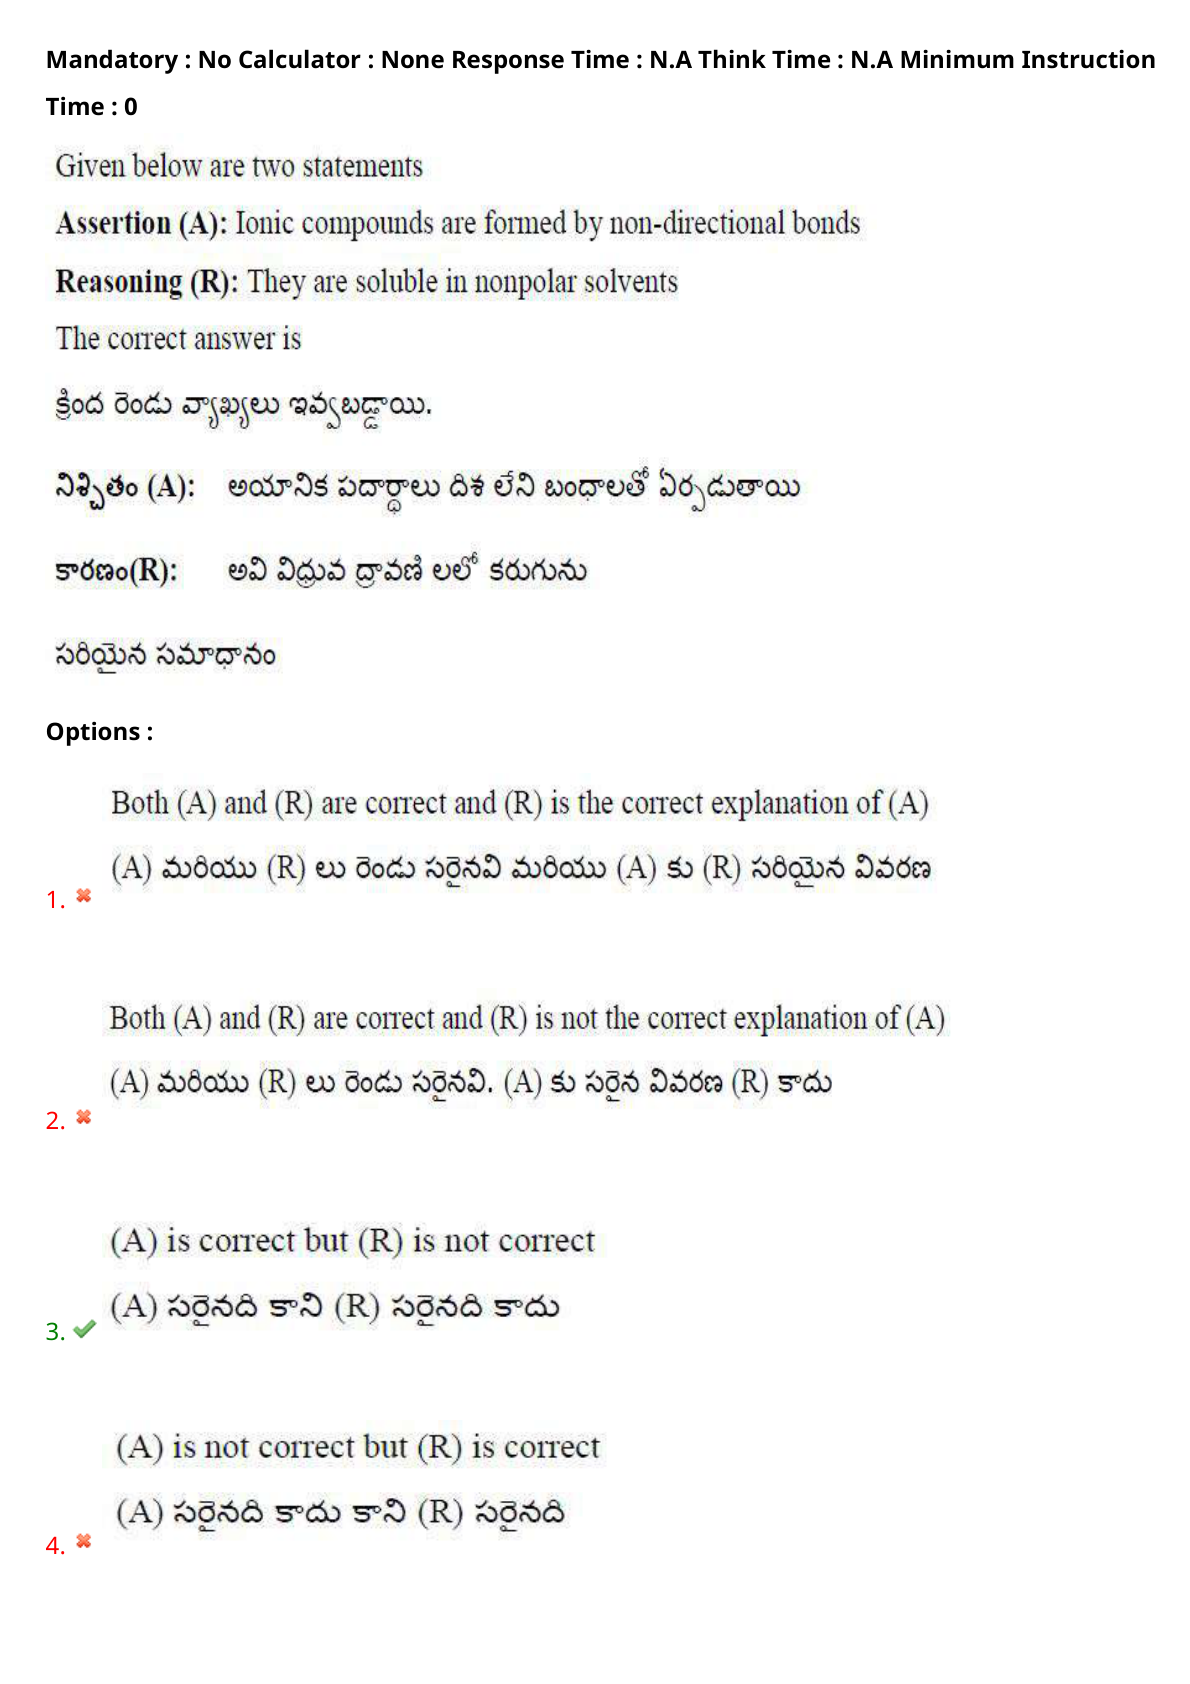 Mandatory : No Calculator : None Response Time : N.A Think Time : N.A Minimum Instruction
Time : 0
Given below are two statements
Assertion (A): Ionic compounds are formed by non-directional bonds
Reasoning (R): They are soluble in nonpolar solvents
The correct answer is
క్రింద రెండు వ్యాఖ్యలు ఇవ్వబడ్డాయి.
నిశ్చితం (A): అయానిక పదార్థాలు దిశ లేని బంధాలతో ఏర్పడుతాయి
కారణం(R): అవి విధ్రువ ద్రావణి లలో కరుగును
సరియైన సమాధానం
Options :
Both (A) and (R) are correct and (R) is the correct explanation of (A)
(A) మరియు (R) లు రెండు సరైనవి మరియు (A) కు (R) సరియైన వివరణ
1.
Both (A) and (R) are correct and (R) is not the correct explanation of (A)
(A) మరియు (R) లు రెండు సరైనవి. (A) కు సరైన వివరణ (R) కాదు
2.
(A) is correct but (R) is not correct
(A) సరైనది కాని (R) సరైనది కాదు
3.
(A) is not correct but (R) is correct
(A) సరైనది కాదు కాని (R) సరైనది
4.